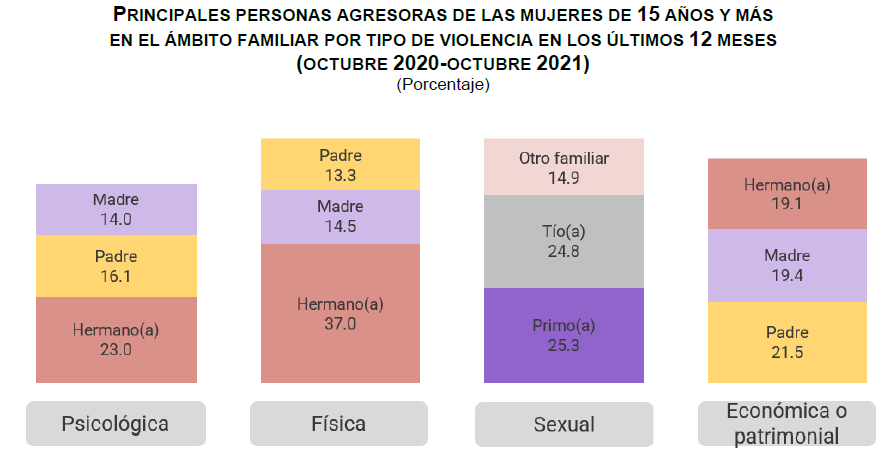 PRINCIPALES PERSONAS AGRESORAS DE LAS MUJERES DE 15 AÑOS Y MÁS
EN EL ÁMBITO FAMILIAR POR TIPO DE VIOLENCIA EN LOS ÚLTIMOS 12 MESES
(OCTUBRE 2020-OCTUBRE 2021)
(Porcentaje)
Madre
14.0
Padre
16.1
Hermano(a)
23.0
Psicológica
Padre
13.3
Madre
14.5
Hermano(a)
37.0
Física
Otro familiar
14.9
Tío(a)
24.8
Primo(a)
25.3
Sexual
Hermano(a)
19.1
Madre
19.4
Padre
21.5
Económica o
patrimonial